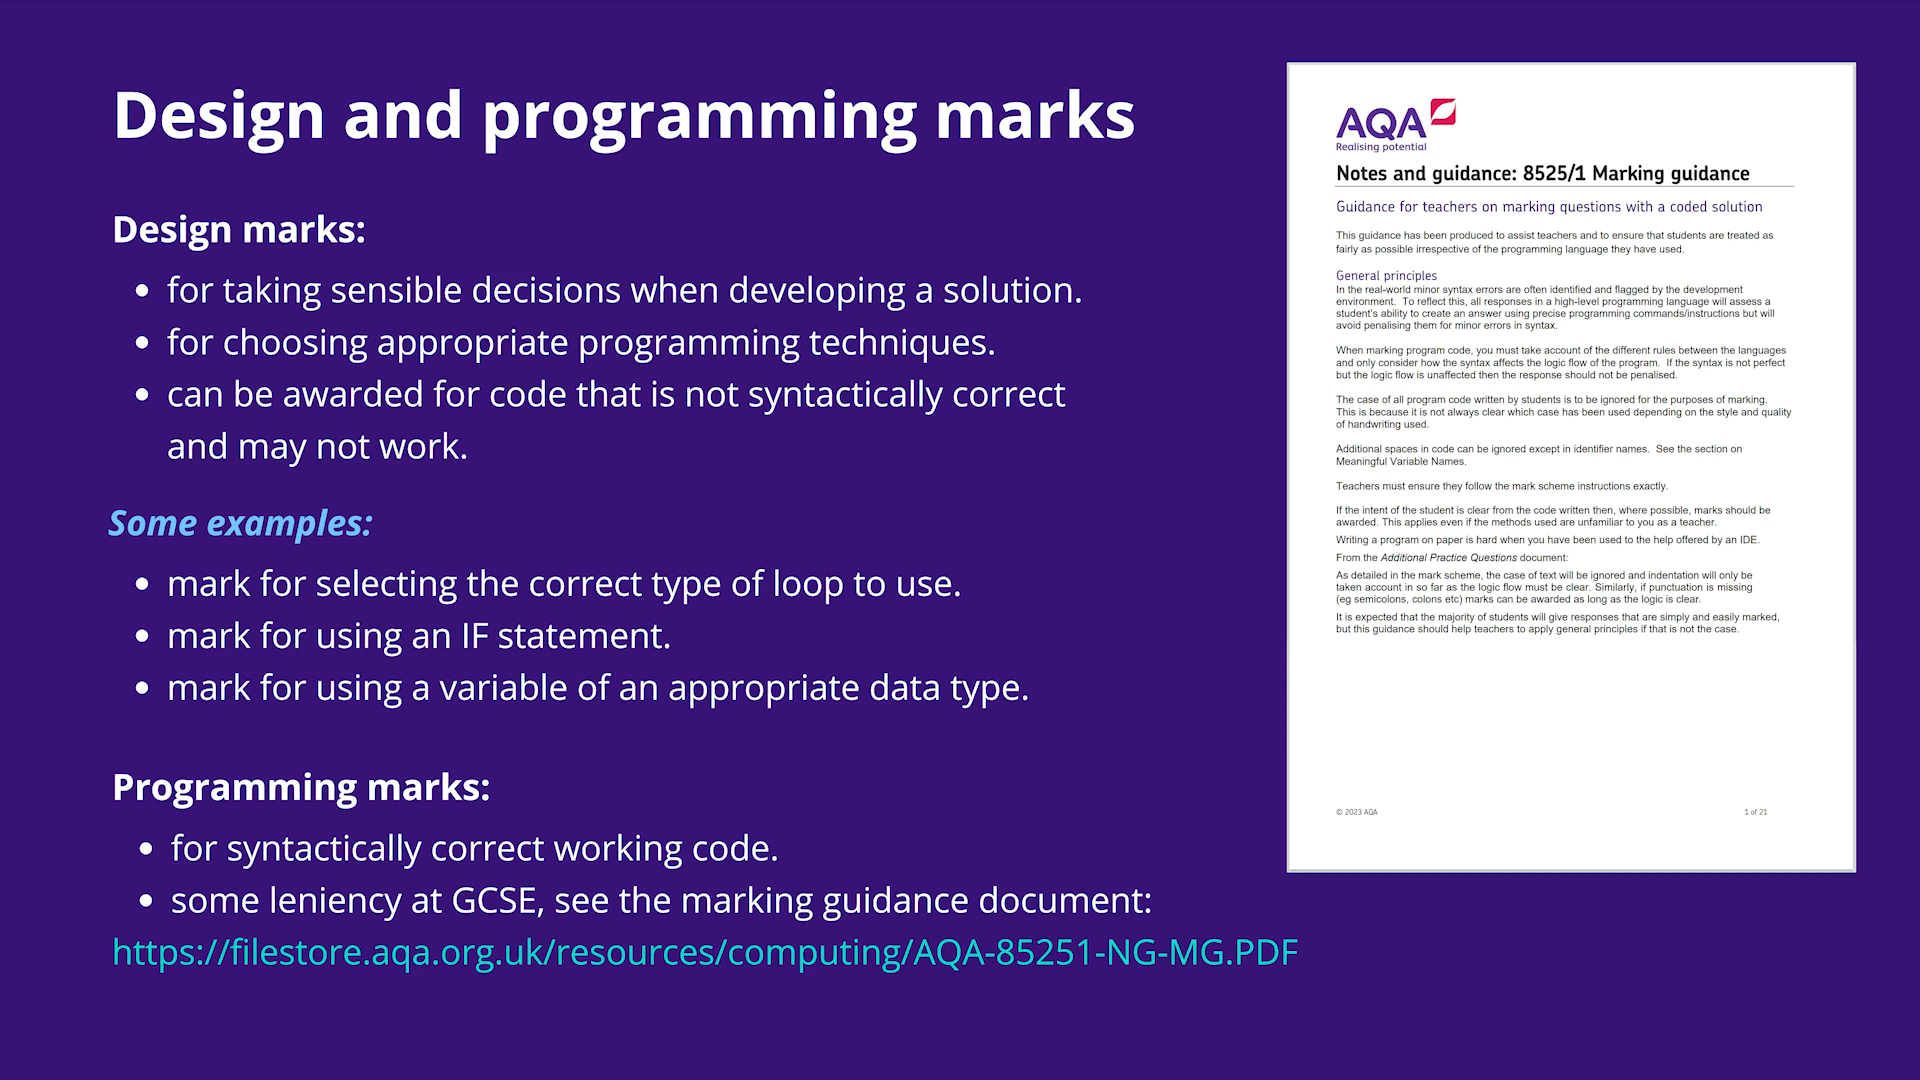 Design and programming marks
Design marks:
• for taking sensible decisions when developing a solution.
• for choosing appropriate programming techniques.
• can be awarded for code that is not syntactically correct
and may not work.
Some examples:
• mark for selecting the correct type of loop to use.
• mark for using an IF statement.
• mark for using a variable of an appropriate data type.
Programming marks:
• for syntactically correct working code.
• some leniency at GCSE, see the marking guidance document:
https://filestore.aqa.org.uk/resources/computing/AQA-85251-NG-MG.PDF
AQA
Realising potential
Notes and guidance: 8525/1 Marking guidance
Guidance for teachers on marking questions with a coded solution
This guidance has been produced to assist teachers and to ensure that students are treated as
fairly as possible irrespective of the programming language they have used.
General principles
In the real-world minor syntax errors are often identified and flagged by the development
environment. To reflect this, all responses in a high-level programming language will assess a
student's ability to create an answer using precise programming commands/instructions but will
avoid penalising them for minor errors in syntax.
When marking program code, you must take account of the different rules between the languages
and only consider how the syntax affects the logic flow of the program. If the syntax is not perfect
but the logic flow is unaffected then the response should not be penalised.
The case of all program code written by students is to be ignored for the purposes of marking.
This is because it is not always clear which case has been used depending on the style and quality
of handwriting used.
Additional spaces in code can be ignored except in identifier names. See the section on
Meaningful Variable Names.
Teachers must ensure they follow the mark scheme instructions exactly.
If the intent of the student is clear from the code written then, where possible, marks should be
awarded. This applies even if the methods used are unfamiliar to you as a teacher.
Writing a program on paper is hard when you have been used to the help offered by an IDE.
From the Additional Practice Questions document:
As detailed in the mark scheme, the case of text will be ignored and indentation will only be
taken account in so far as the logic flow must be clear. Similarly, if punctuation is missing
(eg semicolons, colons etc) marks can be awarded as long as the logic is clear.
It is expected that the majority of students will give responses that are simply and easily marked,
but this guidance should help teachers to apply general principles if that is not the case.
© 2023 AQA
1 of 21